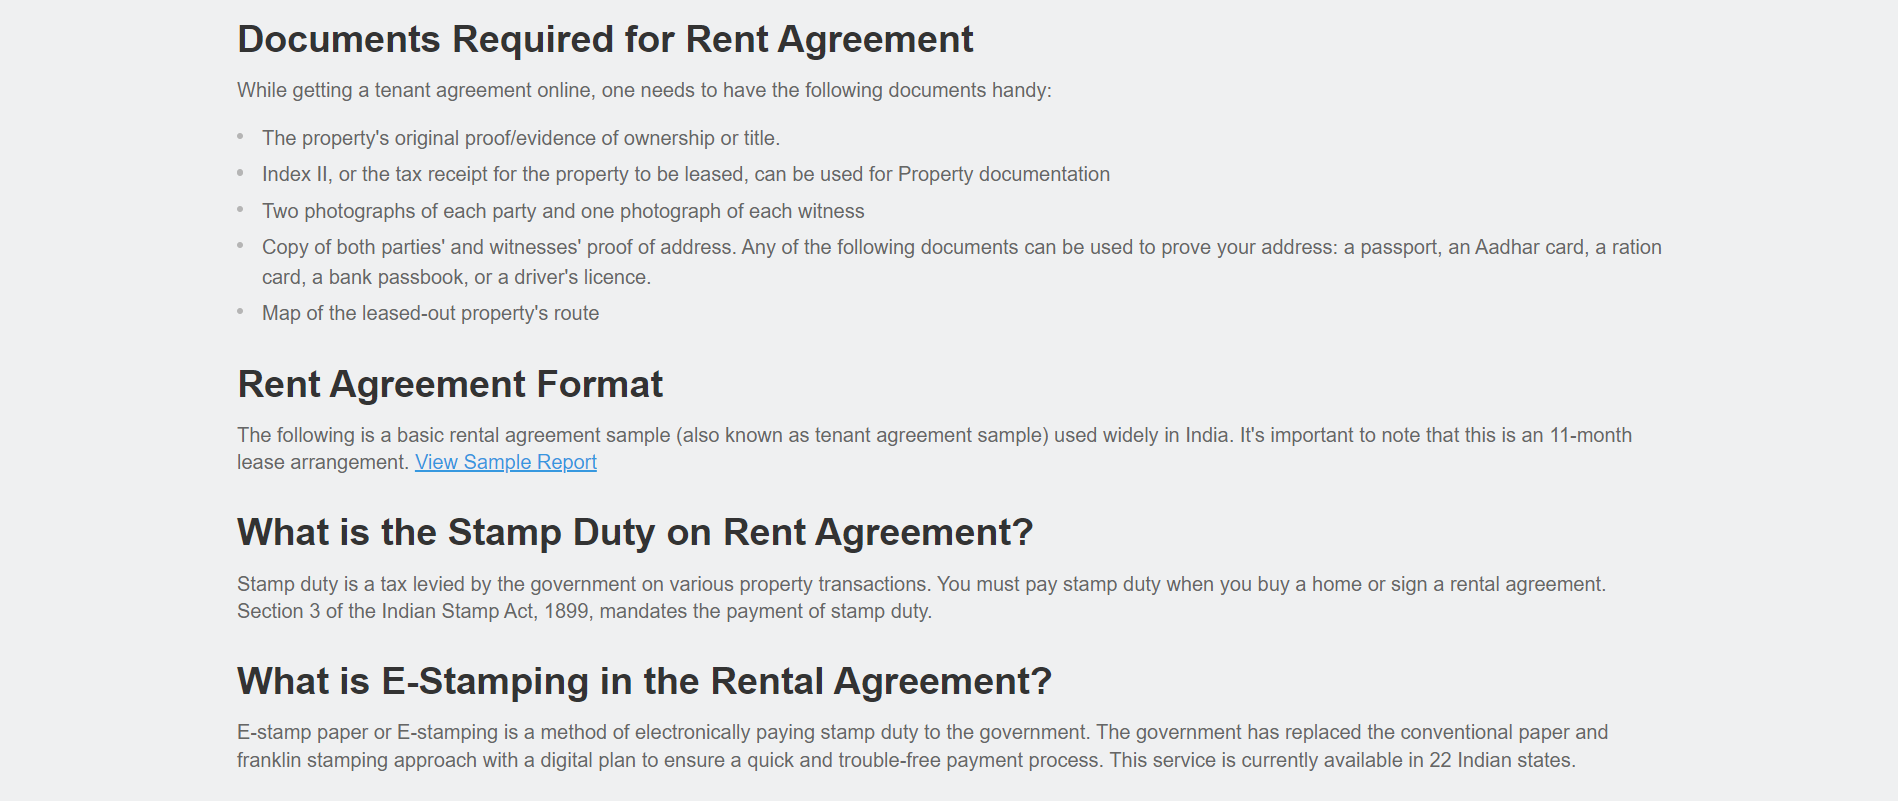 Documents Required for Rent Agreement
While getting a tenant agreement online, one needs to have the following documents handy:
• The property's original proof/evidence of ownership or title.
• Index II, or the tax receipt for the property to be leased, can be used for Property documentation
• Two photographs of each party and one photograph of each witness
• Copy of both parties' and witnesses' proof of address. Any of the following documents can be used to prove your address: a passport, an Aadhar card, a ration
card, a bank passbook, or a driver's licence.
• Map of the leased-out property's route
Rent Agreement Format
The following is a basic rental agreement sample (also known as tenant agreement sample) used widely in India. It's important to note that this is an 11-month
lease arrangement. View Sample Report
What is the Stamp Duty on Rent Agreement?
Stamp duty is a tax levied by the government on various property transactions. You must pay stamp duty when you buy a home or sign a rental agreement.
Section 3 of the Indian Stamp Act, 1899, mandates the payment of stamp duty.
What is E-Stamping in the Rental Agreement?
E-stamp paper or E-stamping is a method of electronically paying stamp duty to the government. The government has replaced the conventional paper and
franklin stamping approach with a digital plan to ensure a quick and trouble-free payment process. This service is currently available in 22 Indian states.